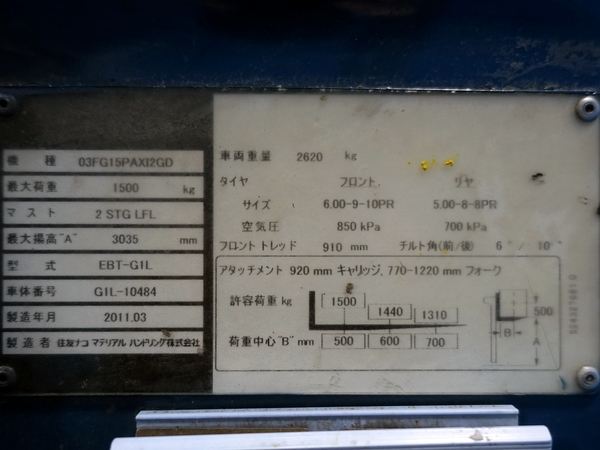 機種 03FG15PAXI2GD
最大荷重 1500 kg
マスト 2 STG LFL
最大揚高"A" 3035 mm
型式 EBT-G1L
車体番号 G1L-10484
製造年月 2011.03
製造者 住友ナコ マテリアル ハンドリング株式会社
車両重量 2620 kg
タイヤ フロント リヤ
サイズ 6.00-9-10PR 5.00-8-8PR
空気圧 850 kPa 700 kPa
フロント トレッド 910 mm チルト角(前/後) 6°/ 10°
アタッチメント 920 mm キャリッジ, 770-1220 mm フォーク
許容荷重 kg 1500 1440 1310
荷重中心"B" mm 500 600 700
500
B
A